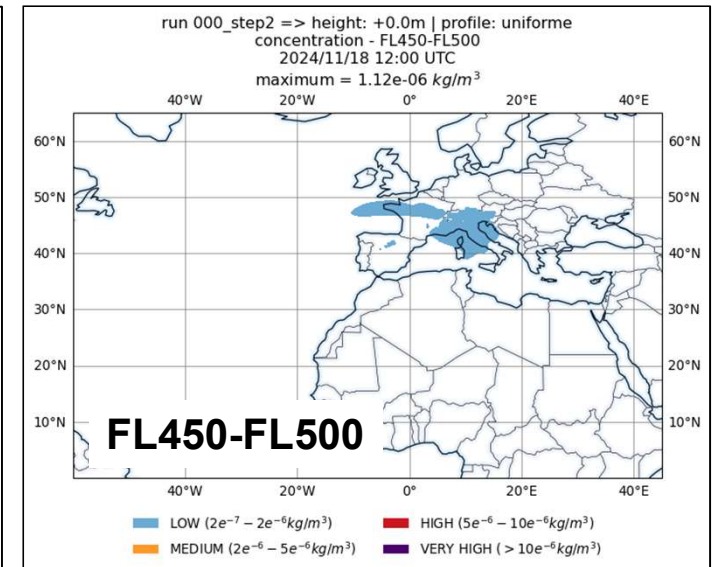 run 000_step2 => height: +0.0m | profile: uniforme
concentration - FL450-FL500
2024/11/18 12:00 UTC
maximum = 1.12e-06 kg/m³
40°W 20°W 0° 20°E 40°E
60°N 60°N
50°N 50°N
40°N 40°N
30°N 30°N
20°N 20°N
10°N 10°N
FL450-FL500
40°W 20°W 0° 20°E 40°E
LOW (2e⁻⁷ − 2e⁻⁶kg/m³) HIGH (5e⁻⁶ − 10e⁻⁶kg/m³)
MEDIUM (2e⁻⁶ − 5e⁻⁶kg/m³) VERY HIGH ( > 10e⁻⁶kg/m³)